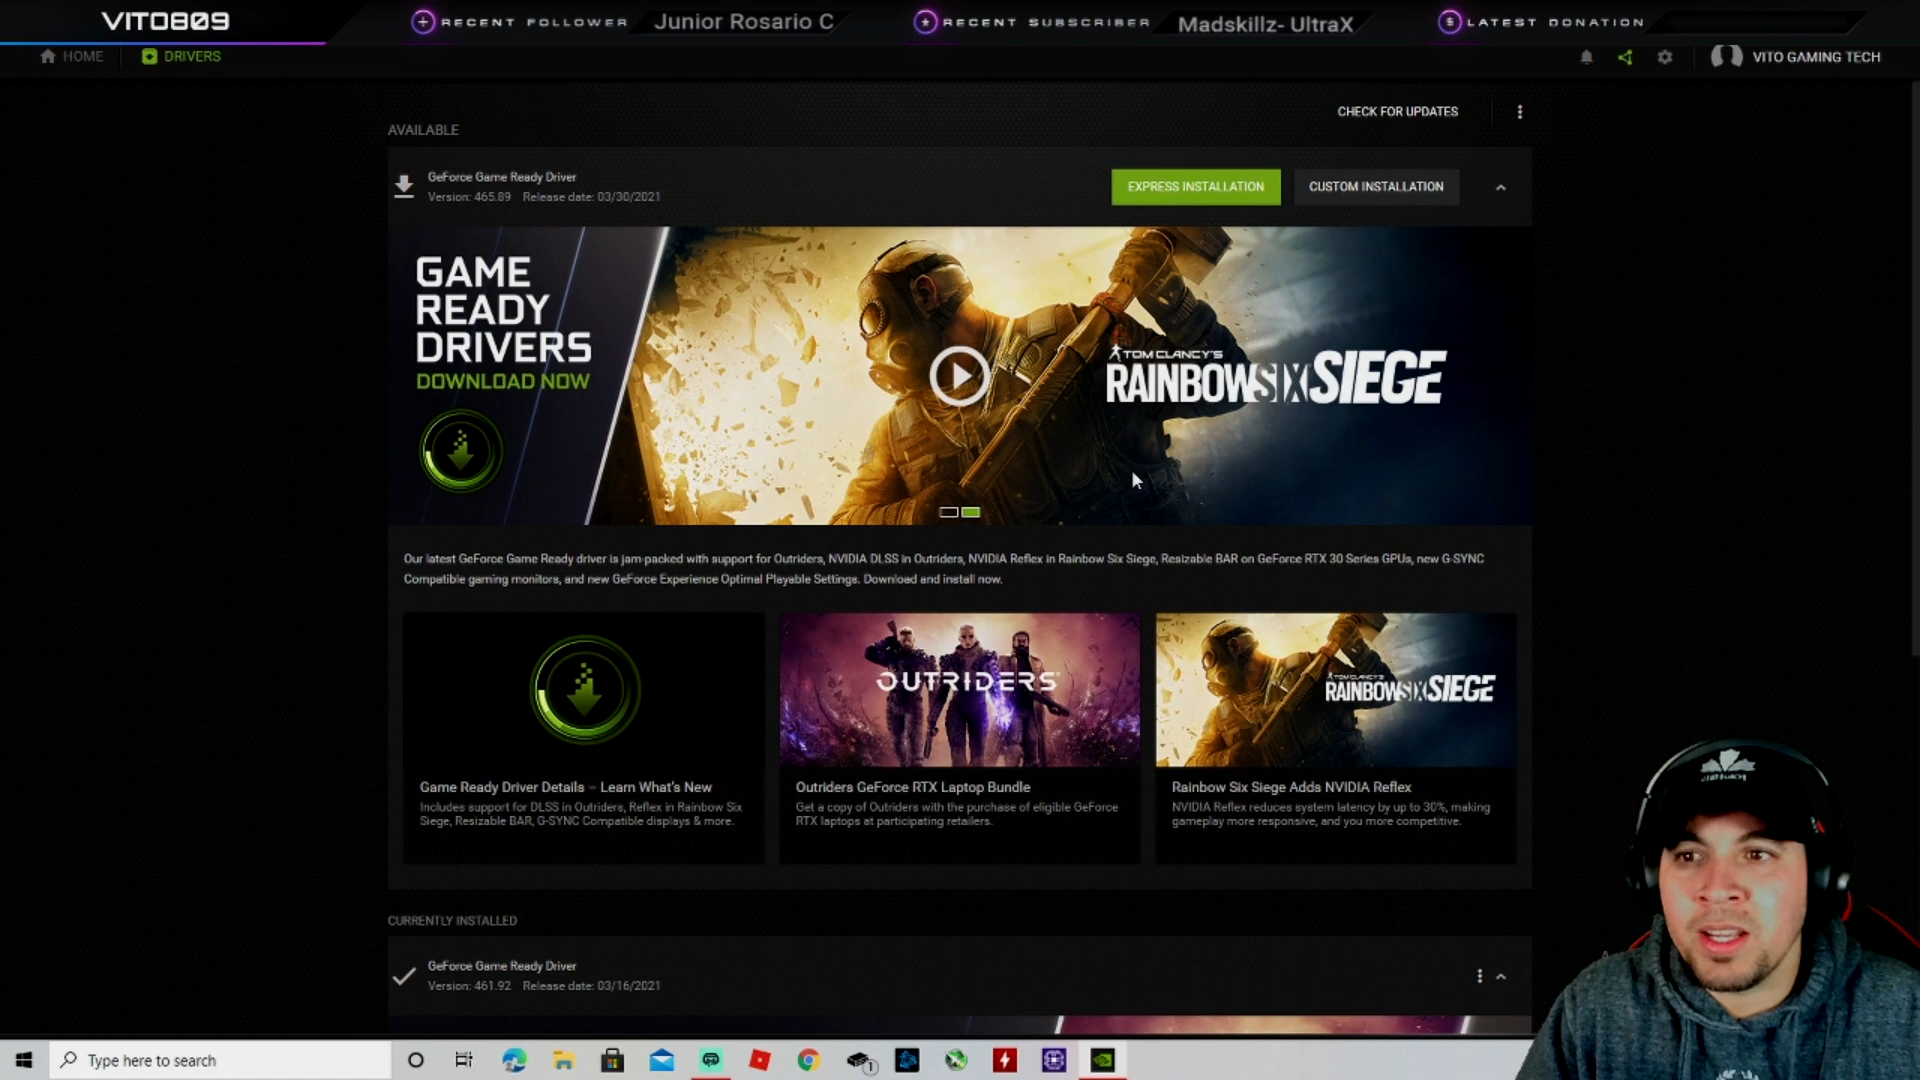 VITO809
RECENT FOLLOWER
Junior Rosario C
RECENT SUBSCRIBER
Madskillz- UltraX
LATEST DONATION
HOME
DRIVERS
VITO GAMING TECH
CHECK FOR UPDATES
AVAILABLE
GeForce Game Ready Driver
Version: 465.89 Release date: 03/30/2021
EXPRESS INSTALLATION
CUSTOM INSTALLATION
GAME
READY
DRIVERS
DOWNLOAD NOW
TOM CLANCY'S
RAINBOWSIX SIEGE
Our latest GeForce Game Ready driver is jam-packed with support for Outriders, NVIDIA DLSS in Outriders, NVIDIA Reflex in Rainbow Six Siege, Resizable BAR on GeForce RTX 30 Series GPUs, new G-SYNC
Compatible gaming monitors, and new GeForce Experience Optimal Playable Settings. Download and install now.
OUTRIDERS
TOM CLANCY'S
RAINBOWSIX SIEGE
Game Ready Driver Details – Learn What's New
Includes support for DLSS in Outriders, Reflex in Rainbow Six
Siege, Resizable BAR, G-SYNC Compatible displays & more.
Outriders GeForce RTX Laptop Bundle
Get a copy of Outriders with the purchase of eligible GeForce
RTX laptops at participating retailers.
Rainbow Six Siege Adds NVIDIA Reflex
NVIDIA Reflex reduces system latency by up to 30%, making
gameplay more responsive, and you more competitive.
CURRENTLY INSTALLED
GeForce Game Ready Driver
Version: 461.92 Release date: 03/16/2021
Type here to search
1